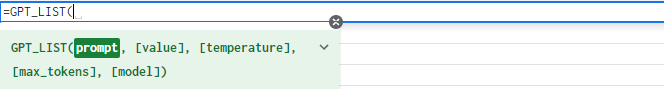 =GPT_LIST(
GPT_LIST(prompt, [value], [temperature],
[max_tokens], [model])